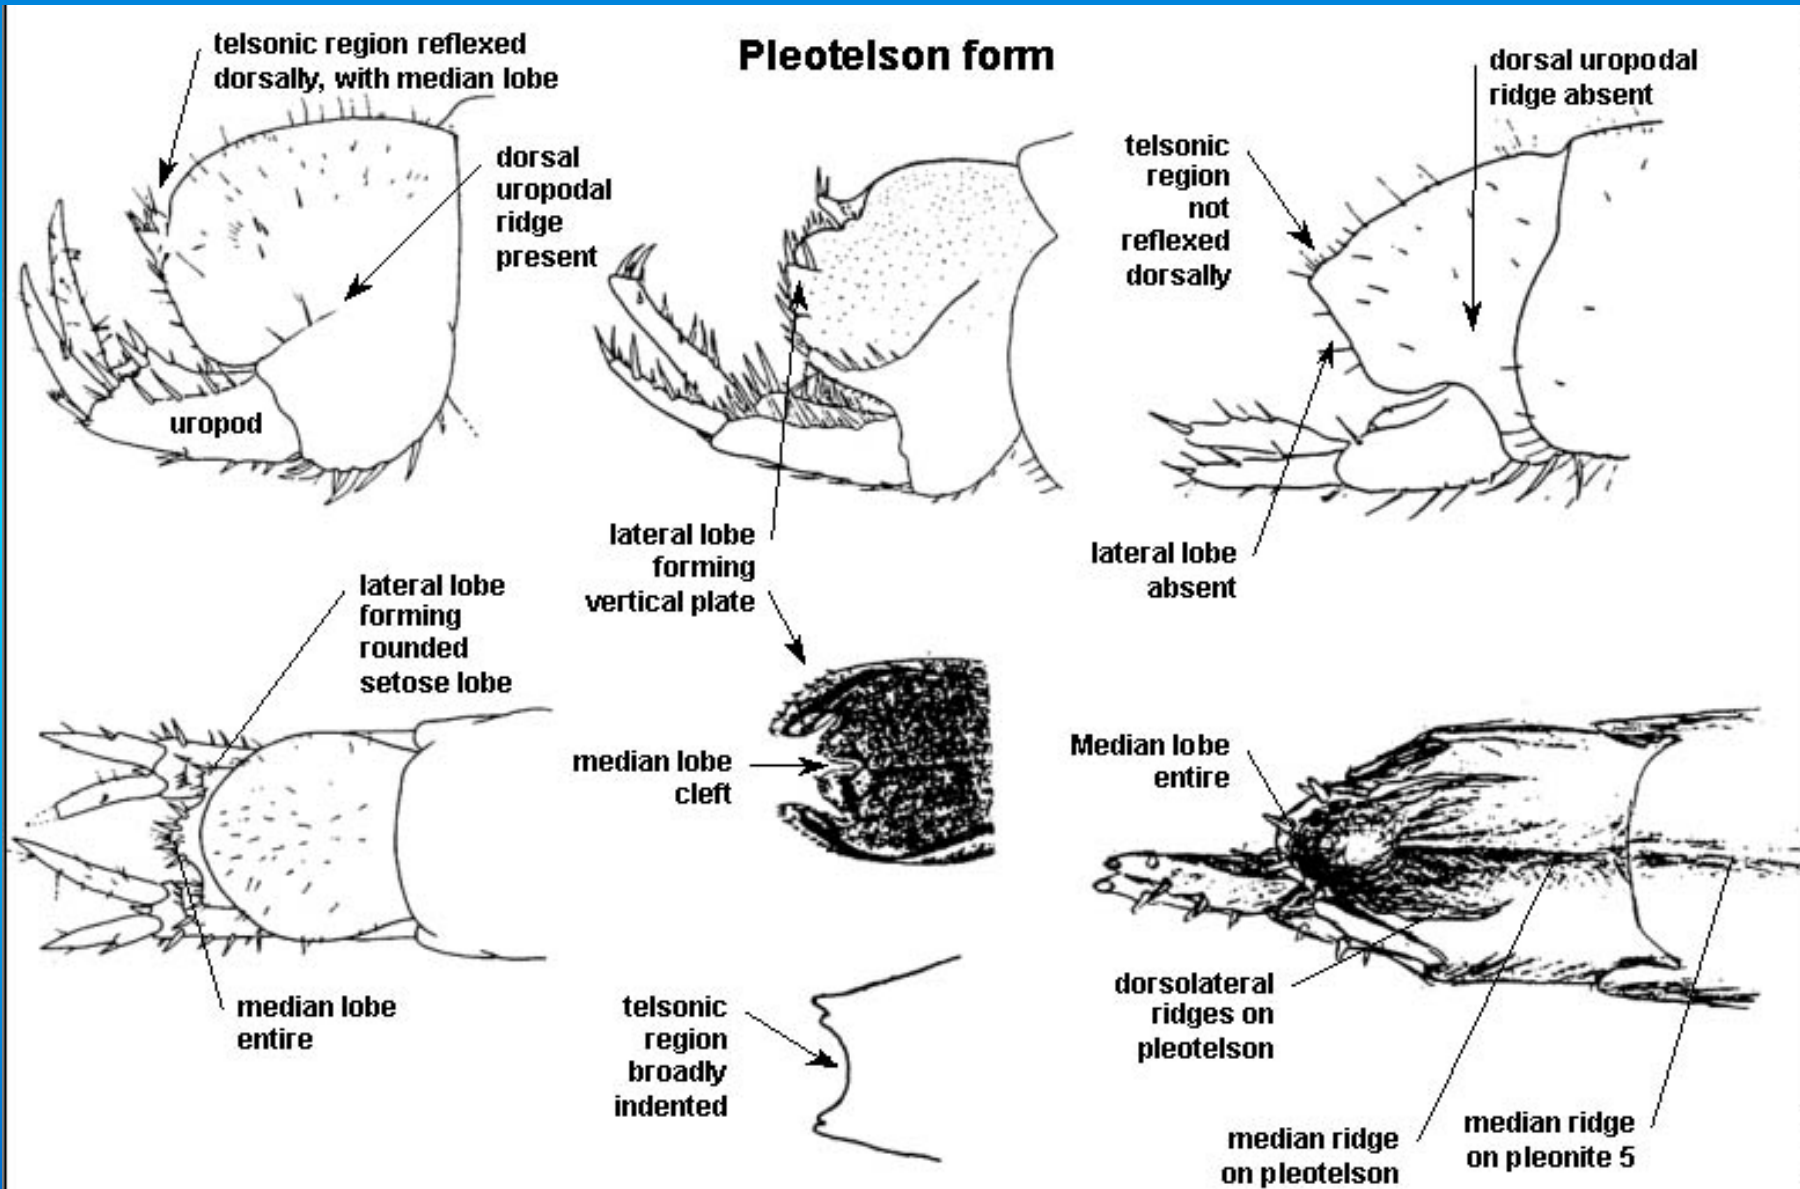 Pleotelson form
telsonic region reflexed
dorsally, with median lobe
dorsal
uropodal
ridge
present
uropod
lateral lobe
forming
vertical plate
telsonic
region
not
reflexed
dorsally
dorsal uropodal
ridge absent
lateral lobe
absent
lateral lobe
forming
rounded
setose lobe
median lobe
entire
median lobe
cleft
telsonic
region
broadly
indented
Median lobe
entire
dorsolateral
ridges on
pleotelson
median ridge
on pleotelson
median ridge
on pleonite 5